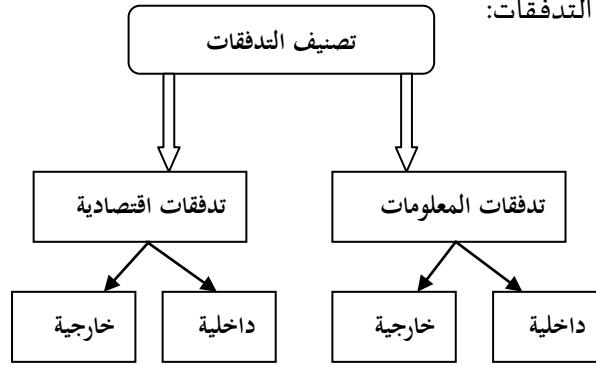 التدفقات:
تصنيف التدفقات
تدفقات المعلومات
تدفقات اقتصادية
داخلية
خارجية
داخلية
خارجية